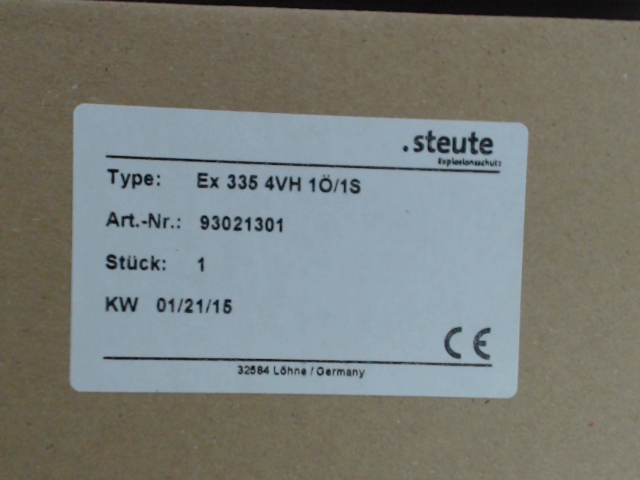 .steute
Explosionsschutz
Type: Ex 335 4VH 1Ö/1S
Art.-Nr.: 93021301
Stück: 1
KW 01/21/15
CE
32584 Löhne / Germany